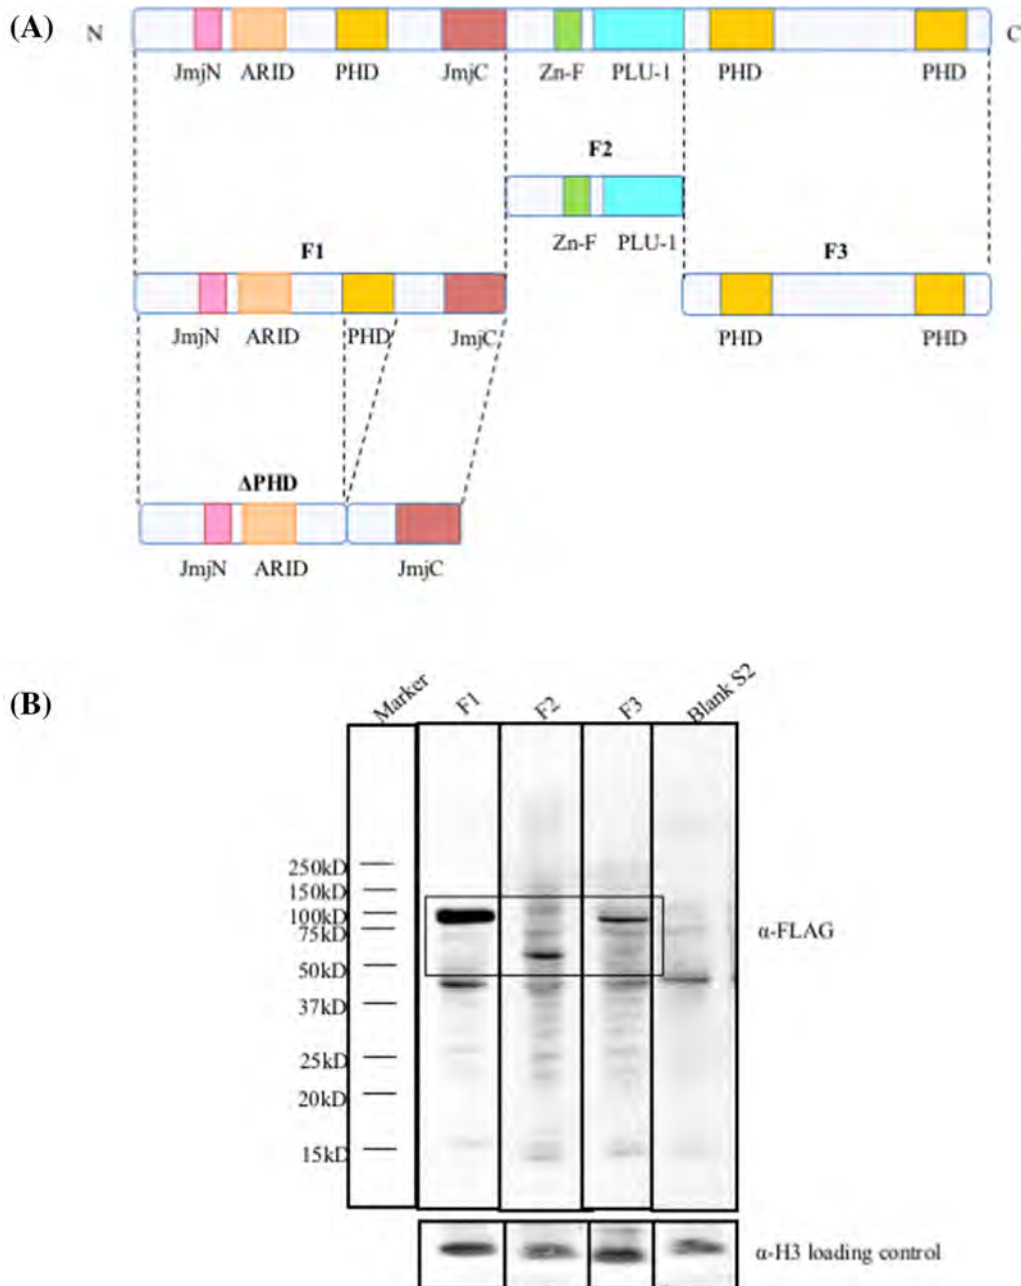 (A)
N
C
JmjN ARID PHD JmjC Zn-F PLU-1 PHD PHD
F2
Zn-F PLU-1
F1
F3
JmjN ARID PHD JmjC
PHD PHD
ΔPHD
JmjN ARID JmjC
(B)
Marker F1 F2 F3 Blank S2
250kD
150kD
100kD
75kD
50kD
37kD
25kD
20kD
15kD
α-FLAG
α-H3 loading control